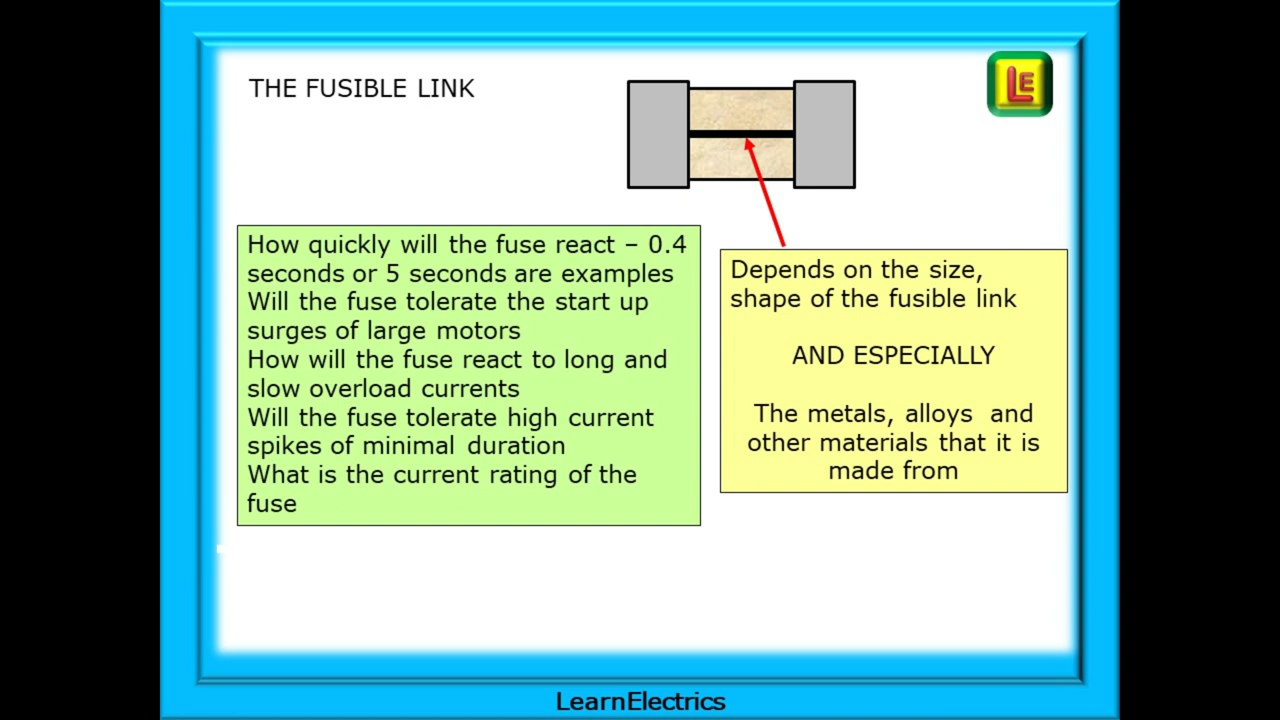 THE FUSIBLE LINK
LE
How quickly will the fuse react – 0.4
seconds or 5 seconds are examples
Will the fuse tolerate the start up
surges of large motors
How will the fuse react to long and
slow overload currents
Will the fuse tolerate high current
spikes of minimal duration
What is the current rating of the
fuse
Depends on the size,
shape of the fusible link
AND ESPECIALLY
The metals, alloys and
other materials that it is
made from
LearnElectrics